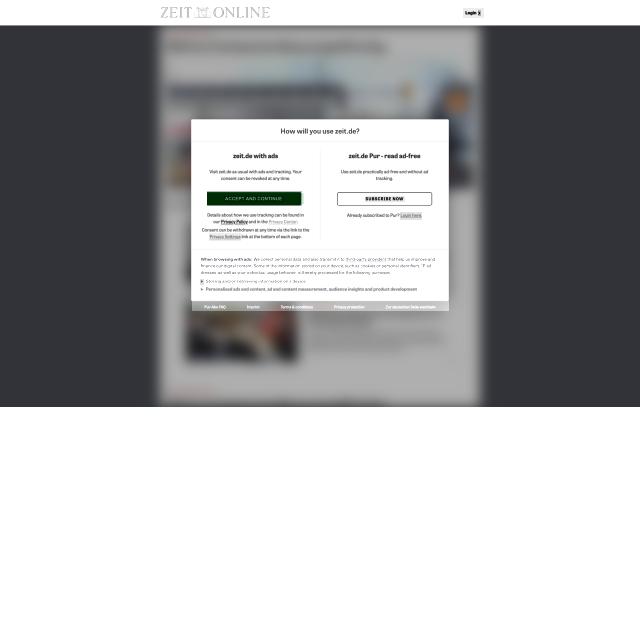 ZEIT ONLINE
Login
How will you use zeit.de?
zeit.de with ads
Visit zeit.de as usual with ads and tracking. Your
consent can be revoked at any time.
ACCEPT AND CONTINUE
Details about how we use tracking can be found in
our Privacy Policy and in the Privacy Center.
Consent can be withdrawn at any time via the link to the
Privacy Settings link at the bottom of each page.
zeit.de Pur - read ad-free
Use zeit.de practically ad-free and without ad
tracking.
SUBSCRIBE NOW
Already subscribed to Pur? Login here.
When browsing with ads: We collect personal data and also transmit it to third-party providers that help us improve and
finance our digital content. Some of the information stored on your device, such as cookies or personal identifiers, IP ad
dresses as well as your individual usage behavior is thereby processed for the following purposes:
Storing and/or retrieving information on a device
Personalised ads and content, ad and content measurement, audience insights and product development
Pur-Abo FAQ
Imprint
Terms & conditions
Privacy protection
Zur deutschen Seite wechseln